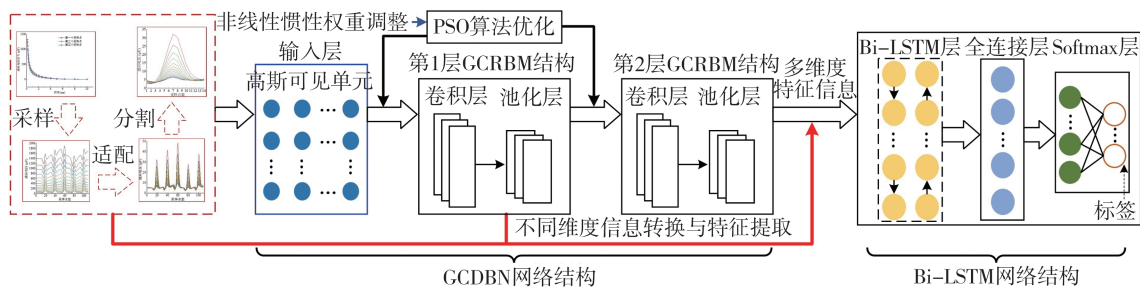 非线性惯性权重调整
PSO算法优化
采样
分割
适配
输入层
高斯可见单元
第1层GCRBM结构
卷积层 池化层
第2层GCRBM结构
卷积层 池化层
多维度
特征信息
Bi-LSTM层 全连接层 Softmax层
标签
不同维度信息转换与特征提取
GCDBN网络结构
Bi-LSTM网络结构